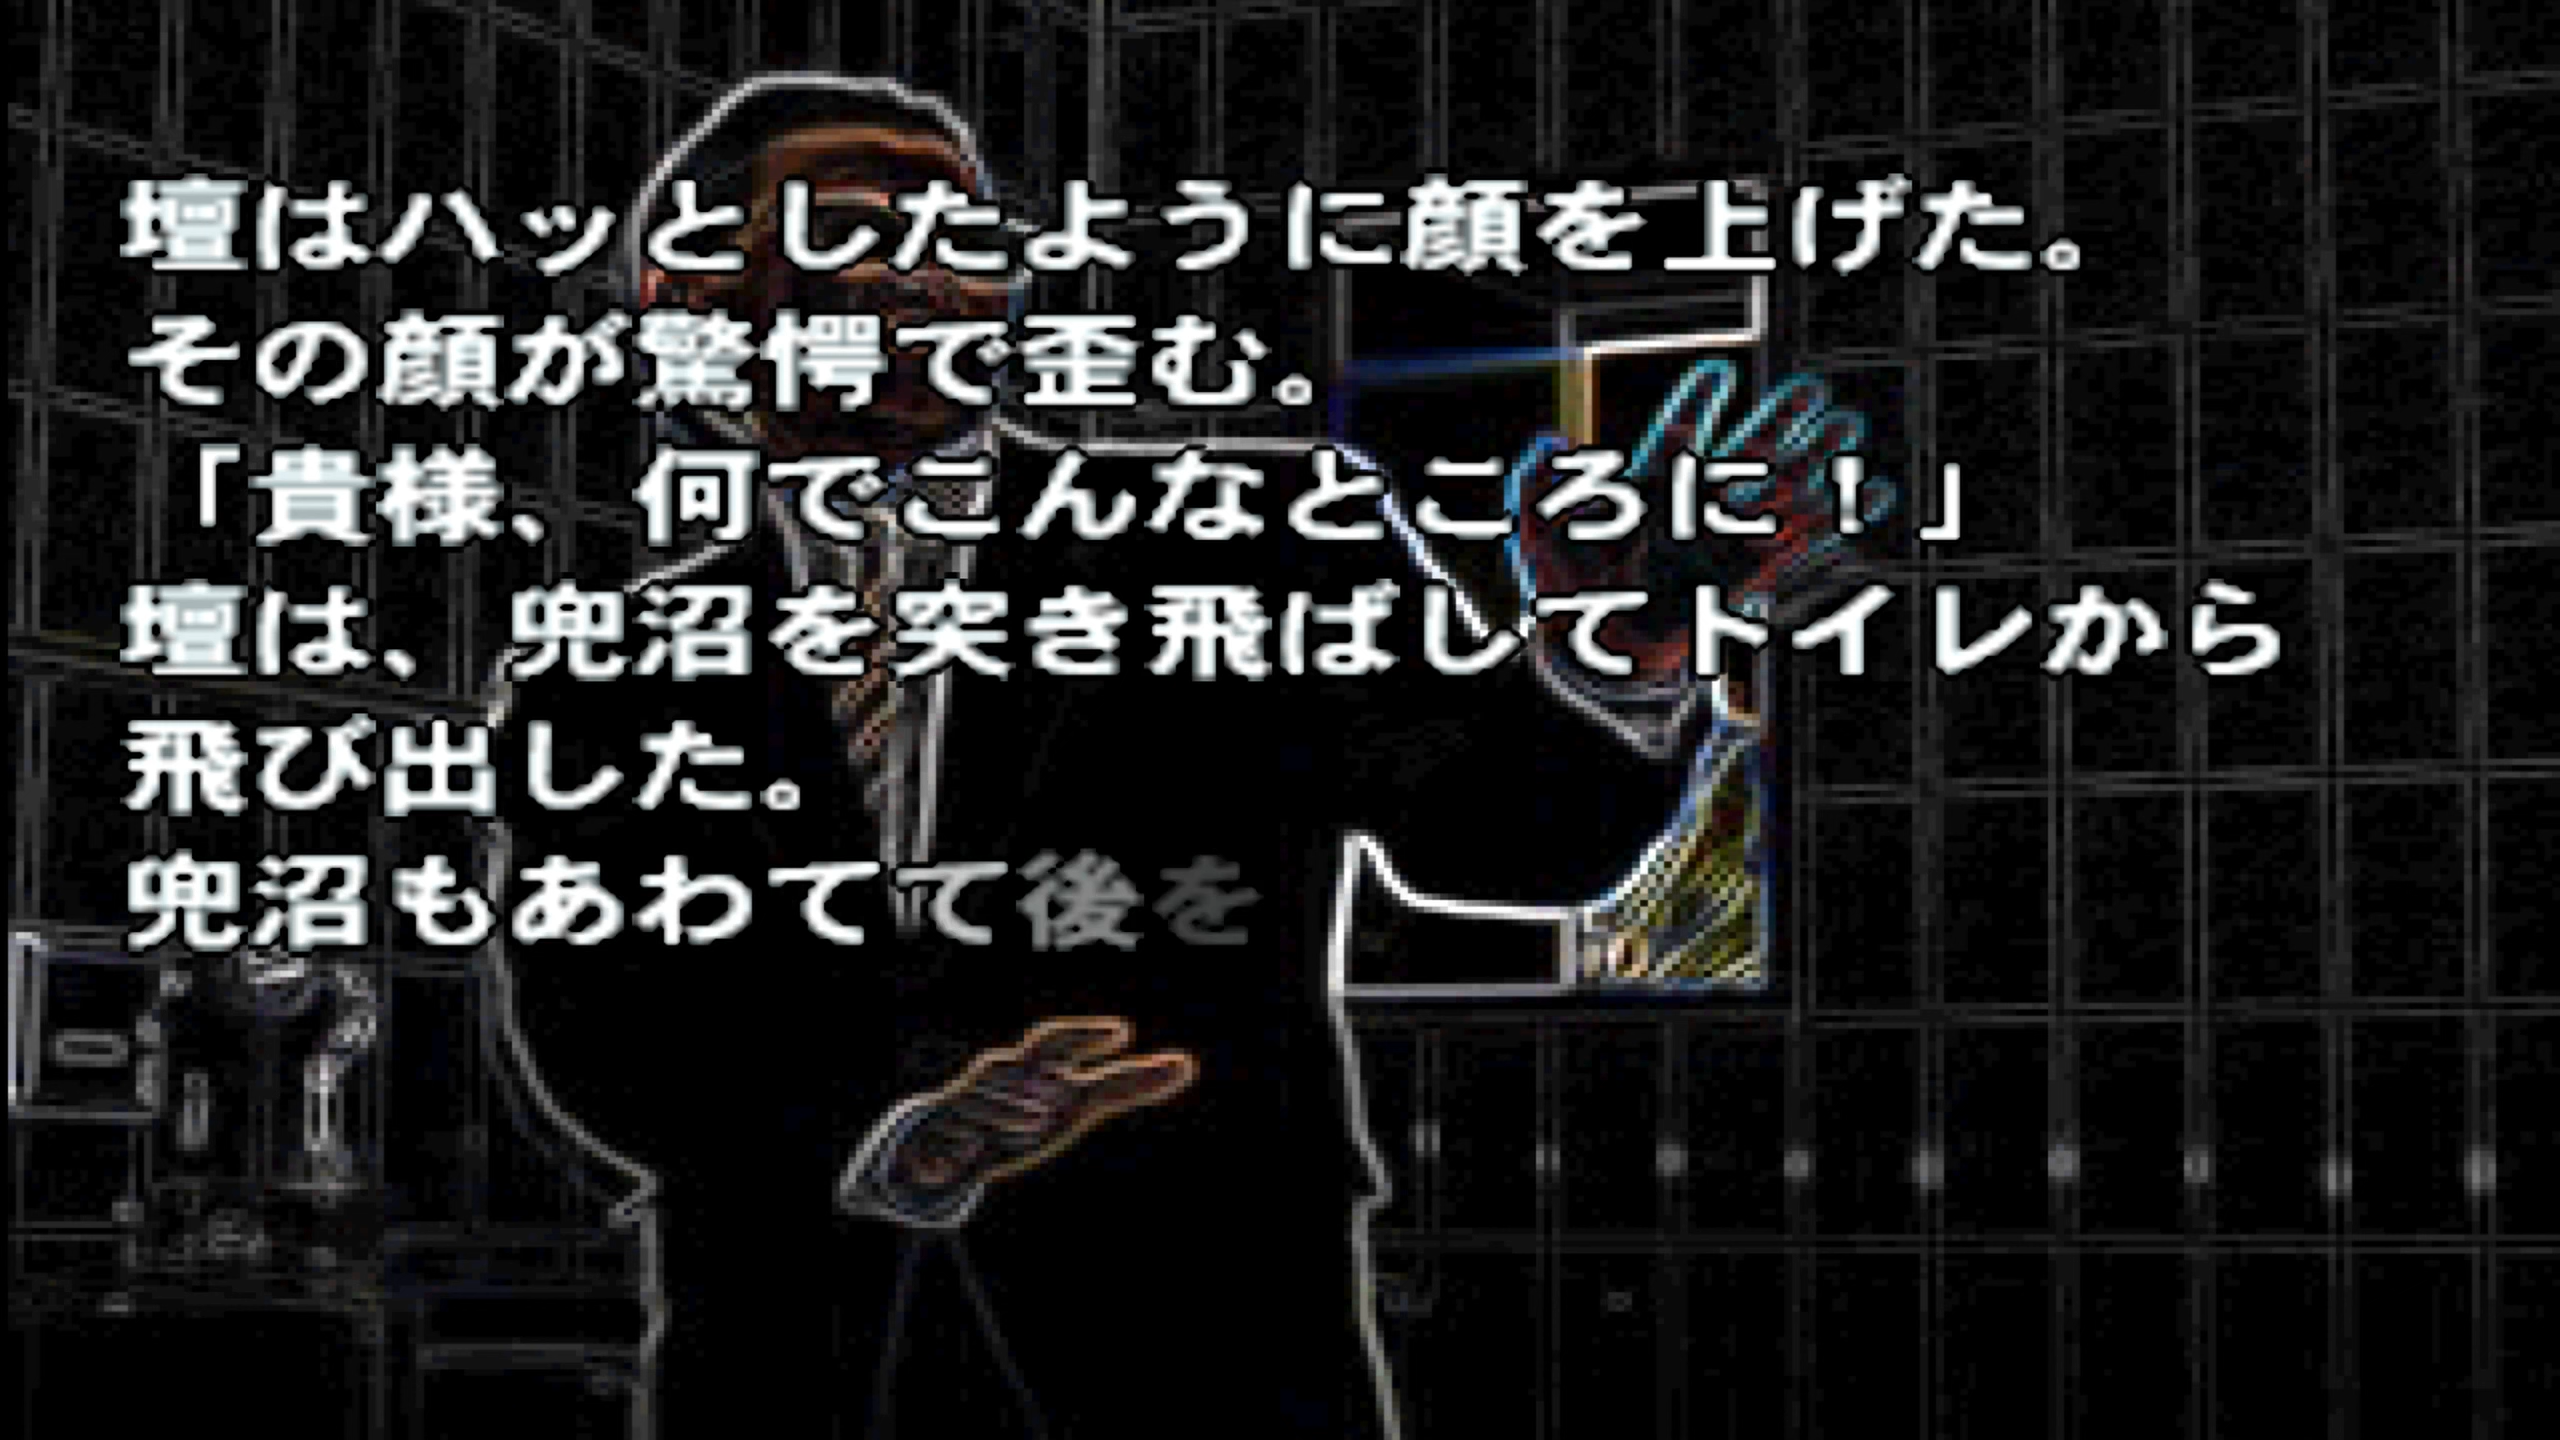 壇はハッとしたように顔を上げた。
その顔が驚愕で歪む。
「貴様、何でこんなところに！」
壇は、兜沼を突き飛ばしてトイレから
飛び出した。
兜沼もあわてて後を